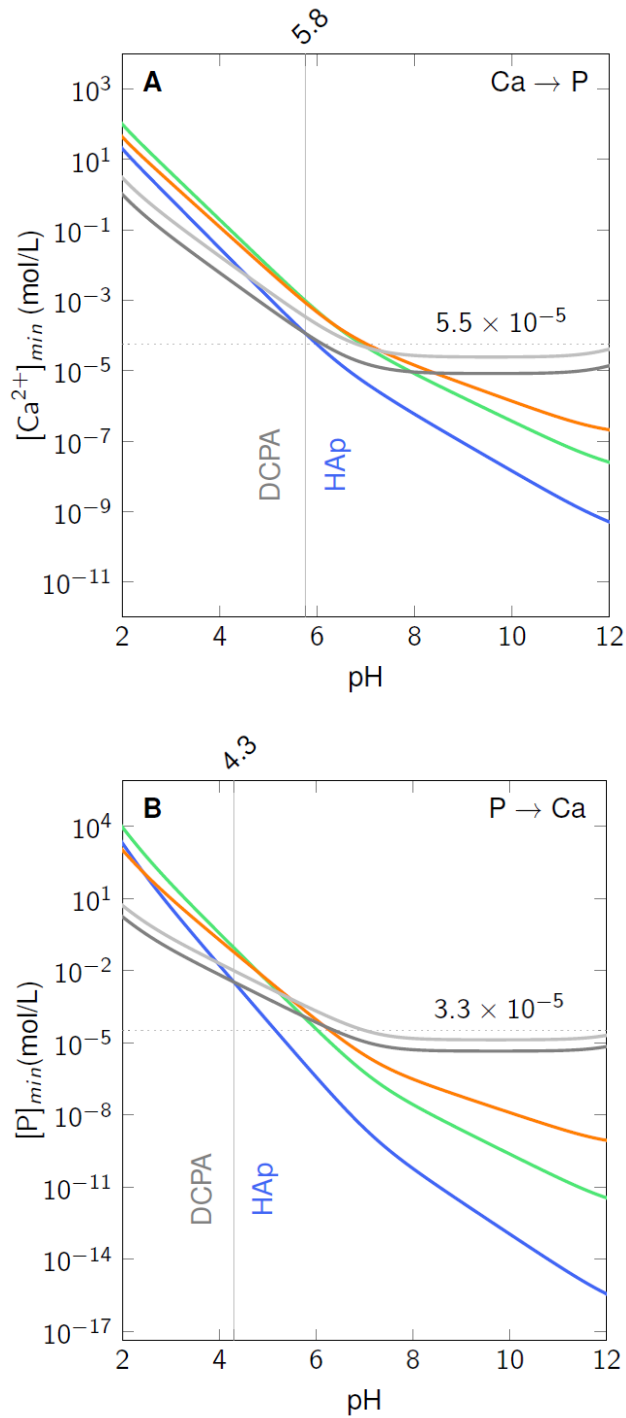 5.8
A
Ca → P
10^3
10^1
10^-1
10^-3
10^-5
10^-7
10^-9
10^-11
[Ca^2+]_min (mol/L)
5.5 × 10^-5
DCPA
HAp
2 4 6 8 10 12
pH
4.3
B
P → Ca
10^4
10^1
10^-2
10^-5
10^-8
10^-11
10^-14
10^-17
[P]_min(mol/L)
3.3 × 10^-5
DCPA
HAp
2 4 6 8 10 12
pH